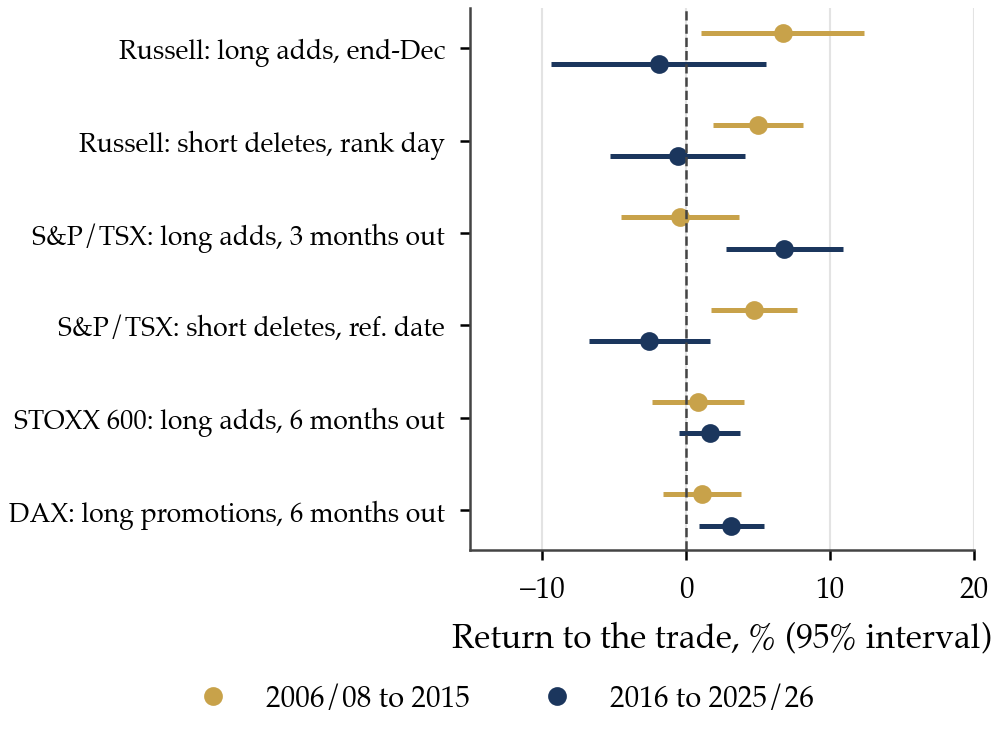 Russell: long adds, end-Dec
Russell: short deletes, rank day
S&P/TSX: long adds, 3 months out
S&P/TSX: short deletes, ref. date
STOXX 600: long adds, 6 months out
DAX: long promotions, 6 months out
−10 0 10 20
Return to the trade, % (95% interval)
2006/08 to 2015 2016 to 2025/26